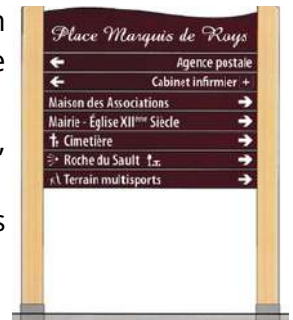 n
e
Place Marquis de Roys
← Agence postale
← Cabinet infirmier +
Maison des Associations →
Mairie - Église XIIème Siècle →
Cimetière →
Roche du Sault →
Terrain multisports →
,
s